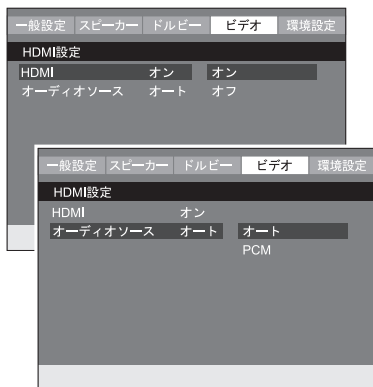 一般設定 スピーカー ドルビー ビデオ 環境設定
HDMI設定
HDMI オン オン
オーディオソース オート オフ
一般設定 スピーカー ドルビー ビデオ 環境設定
HDMI設定
HDMI オン
オーディオソース オート オート
PCM